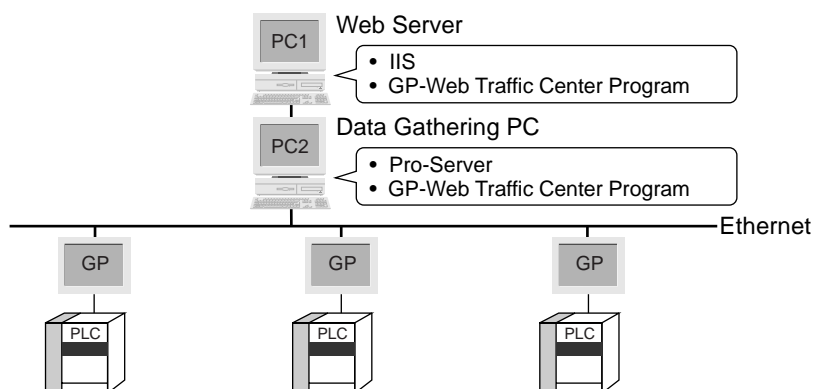 PC1
Web Server
• IIS
• GP-Web Traffic Center Program
PC2
Data Gathering PC
• Pro-Server
• GP-Web Traffic Center Program
Ethernet
GP
GP
GP
PLC
PLC
PLC